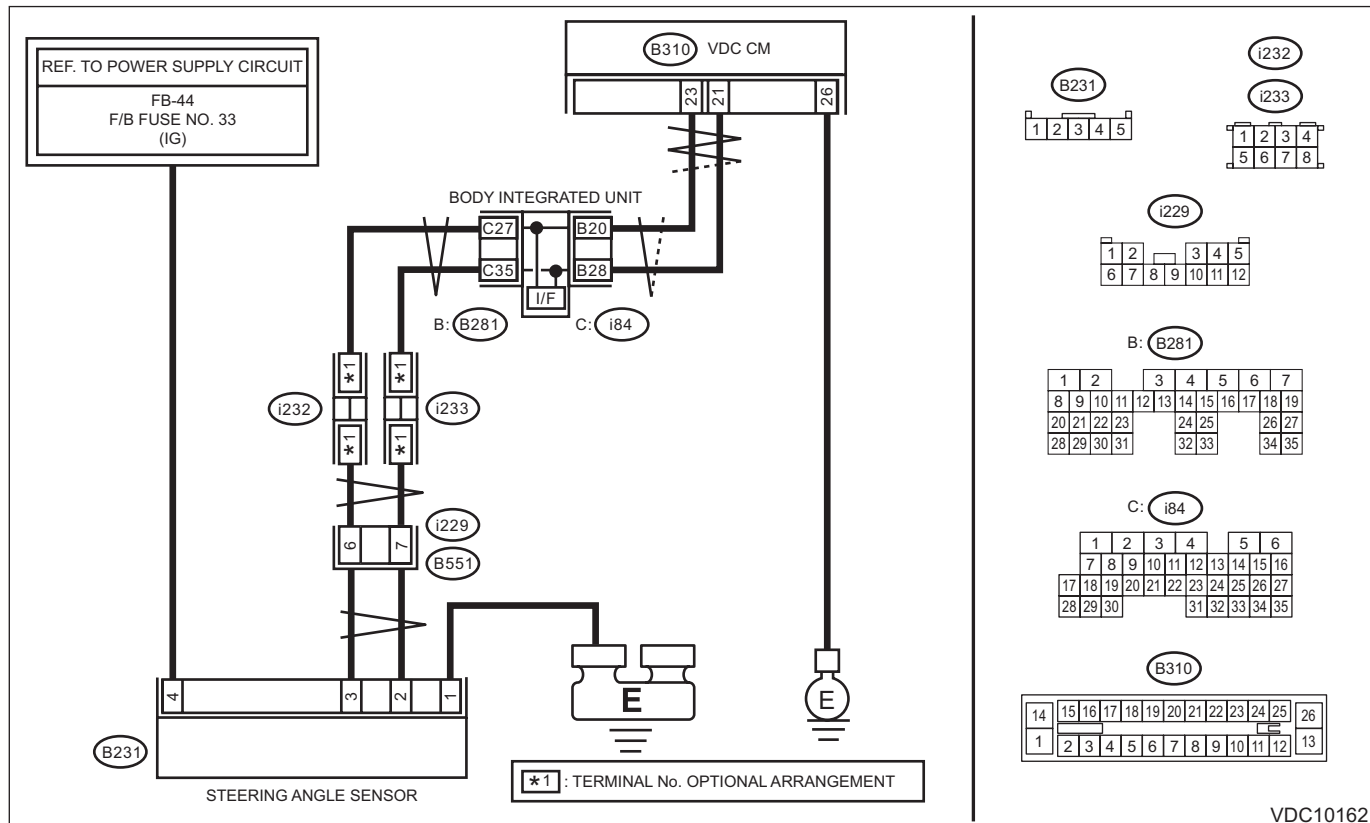 REF. TO POWER SUPPLY CIRCUIT
FB-44
F/B FUSE NO. 33
(IG)
B310 VDC CM
23 21 26
BODY INTEGRATED UNIT
C27 B20
C35 B28
I/F
B: B281 C: i84
*1 *1
i232 i233
*1 *1
i229
6 7
B551
4 3 2 1
E E
B231
STEERING ANGLE SENSOR
*1 : TERMINAL No. OPTIONAL ARRANGEMENT
B231
1 2 3 4 5
i232
i233
1 2 3 4
5 6 7 8
i229
1 2 3 4 5
6 7 8 9 10 11 12
B: B281
1 2 3 4 5 6 7
8 9 10 11 12 13 14 15 16 17 18 19
20 21 22 23 24 25 26 27
28 29 30 31 32 33 34 35
C: i84
1 2 3 4 5 6
7 8 9 10 11 12 13 14 15 16
17 18 19 20 21 22 23 24 25 26 27
28 29 30 31 32 33 34 35
B310
14 15 16 17 18 19 20 21 22 23 24 25 26
1 2 3 4 5 6 7 8 9 10 11 12 13
VDC10162